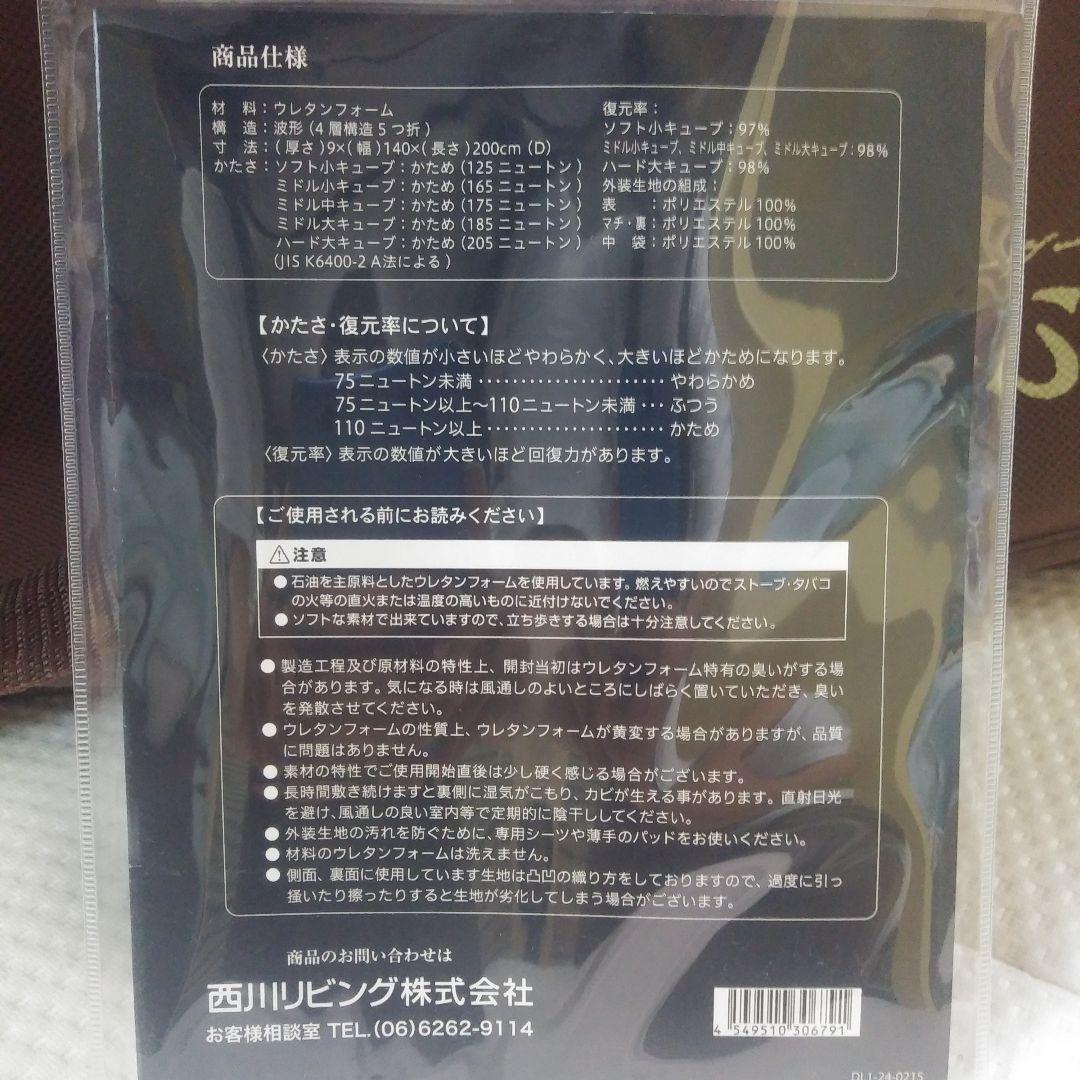 商品仕様
材 料：ウレタンフォーム
構 造：波形（4層構造5つ折）
寸 法：（厚さ）9×（幅）140×（長さ）200cm（D）
かたさ：ソフト小キューブ：かため（125ニュートン）
ミドル小キューブ：かため（165ニュートン）
ミドル中キューブ：かため（175ニュートン）
ミドル大キューブ：かため（185ニュートン）
ハード大キューブ：かため（205ニュートン）
（JIS K6400-2 A法による）
復元率：
ソフト小キューブ：97%
ミドル小キューブ、ミドル中キューブ、ミドル大キューブ：98%
ハード大キューブ：98%
外装生地の組成：
表 ：ポリエステル100%
マチ・裏：ポリエステル100%
中 袋：ポリエステル100%
【かたさ・復元率について】
〈かたさ〉表示の数値が小さいほどやわらかく、大きいほどかためになります。
75ニュートン未満‥‥‥‥‥‥‥‥‥‥‥やわらかめ
75ニュートン以上～110ニュートン未満･･･ふつう
110ニュートン以上‥‥‥‥‥‥‥‥‥‥かため
〈復元率〉表示の数値が大きいほど回復力があります。
【ご使用される前にお読みください】
⚠注意
●石油を主原料としたウレタンフォームを使用しています。燃えやすいのでストーブ・タバコ
の火等の直火または温度の高いものに近付けないでください。
●ソフトな素材で出来ていますので、立ち歩きする場合は十分注意してください。
●製造工程及び原材料の特性上、開封当初はウレタンフォーム特有の臭いがする場
合があります。気になる時は風通しのよいところにしばらく置いていただき、臭い
を発散させてください。
●ウレタンフォームの性質上、ウレタンフォームが黄変する場合がありますが、品質
に問題はありません。
●素材の特性でご使用開始直後は少し硬く感じる場合がございます。
●長時間敷き続けますと裏側に湿気がこもり、カビが生える事があります。直射日光
を避け、風通しの良い室内等で定期的に陰干ししてください。
●外装生地の汚れを防ぐために、専用シーツや薄手のパッドをお使いください。
●材料のウレタンフォームは洗えません。
●側面、裏面に使用しています生地は凸凹の織り方をしておりますので、過度に引っ
掻いたり擦ったりすると生地が劣化してしまう場合がございます。
商品のお問い合わせは
西川リビング株式会社
お客様相談室 TEL.(06)6262-9114
4 549510 306791
DL1-24-0215